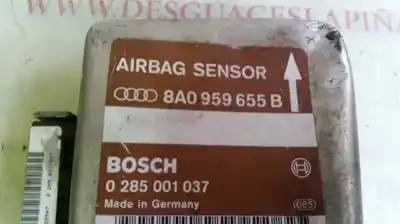 WWW.DESGUACESLAPIÑA
AIRBAG SENSOR
8A0 959 655 B
BOSCH
0 285 001 037
Made in Germany
085